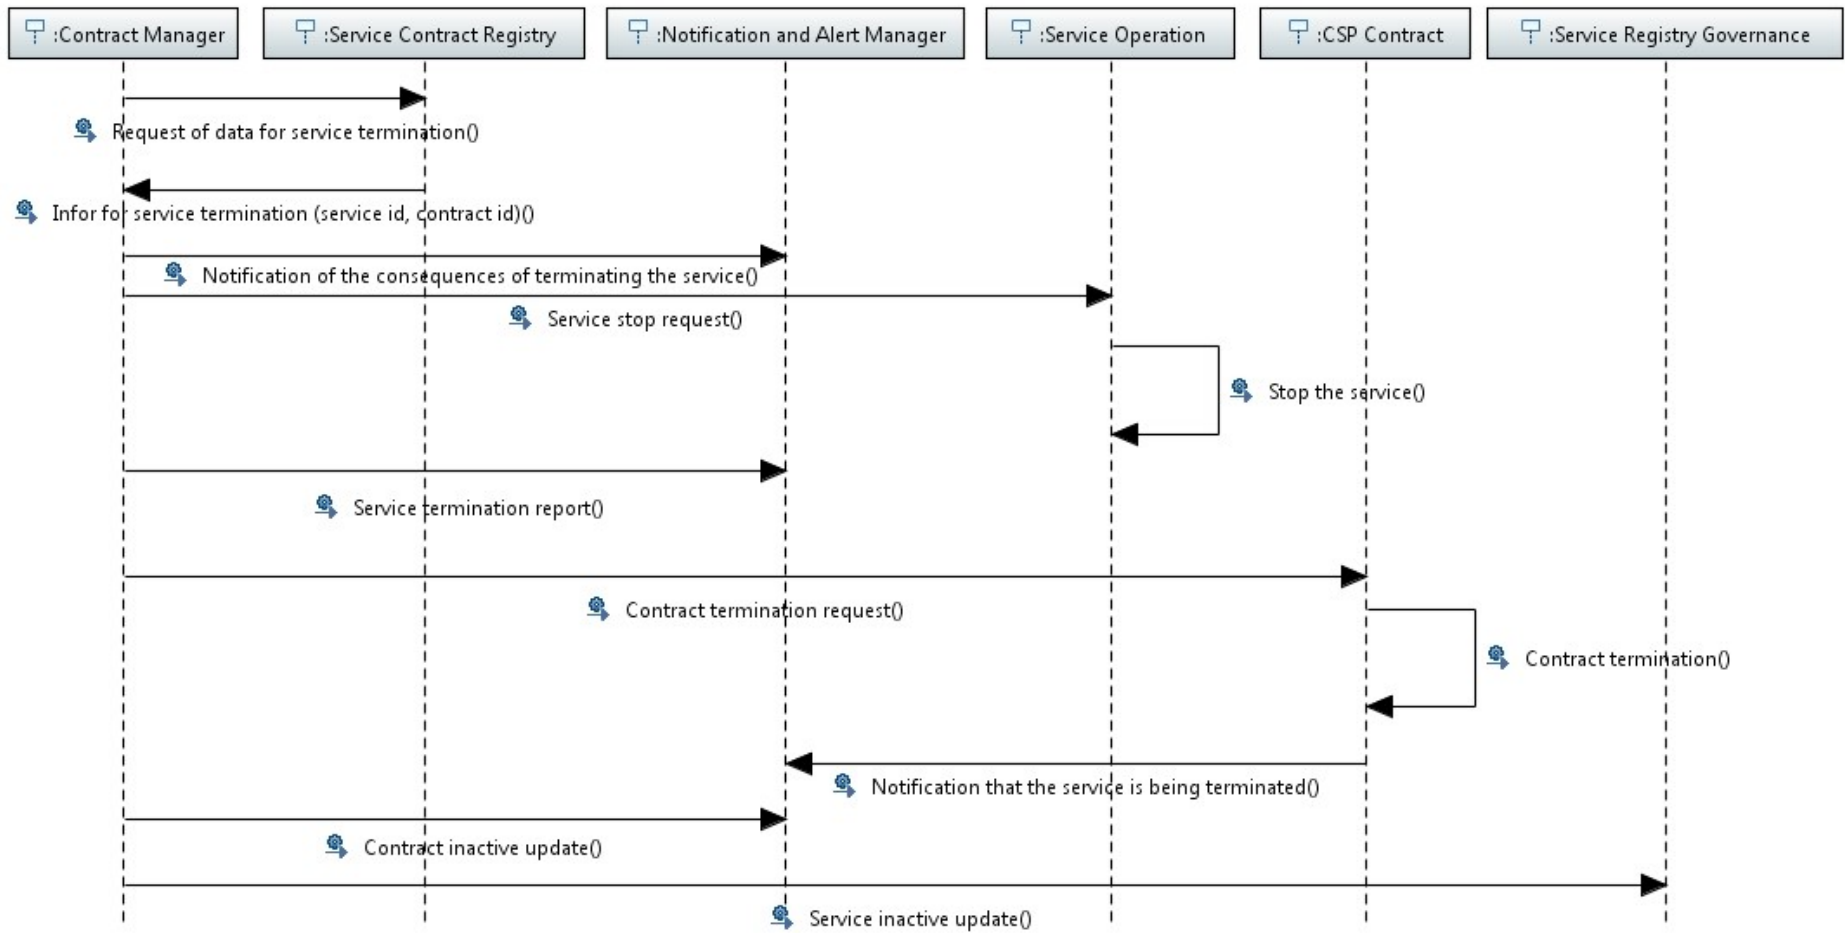 :Contract Manager
:Service Contract Registry
:Notification and Alert Manager
:Service Operation
:CSP Contract
:Service Registry Governance
Request of data for service termination()
Infor for service termination (service id, contract id)()
Notification of the consequences of terminating the service()
Service stop request()
Stop the service()
Service termination report()
Contract termination request()
Contract termination()
Notification that the service is being terminated()
Contract inactive update()
Service inactive update()